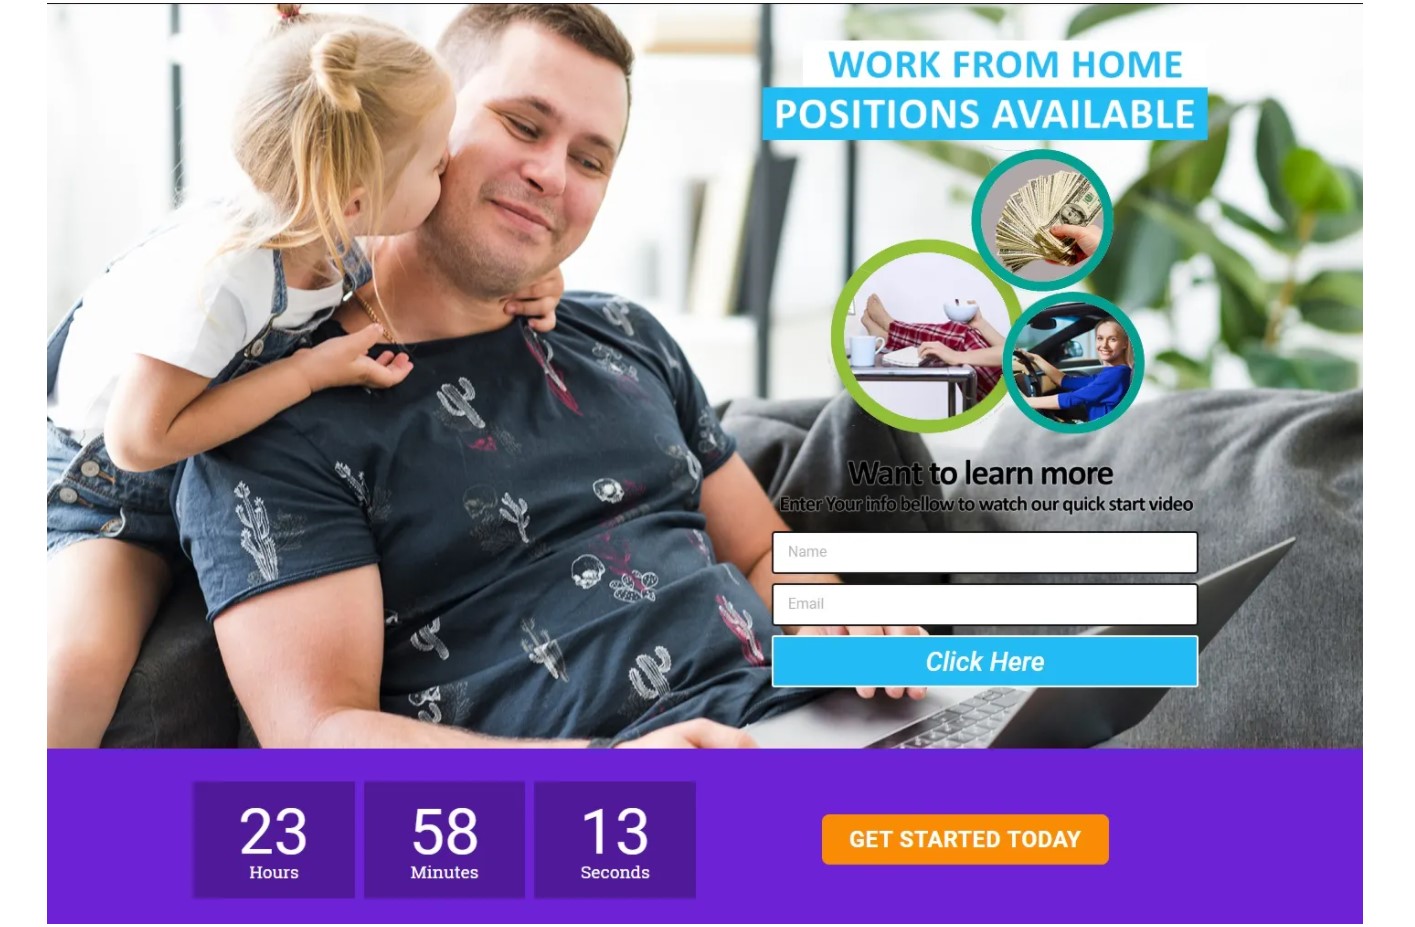 WORK FROM HOME
POSITIONS AVAILABLE
Want to learn more
Enter Your info bellow to watch our quick start video
Name
Email
Click Here
23
Hours
58
Minutes
13
Seconds
GET STARTED TODAY